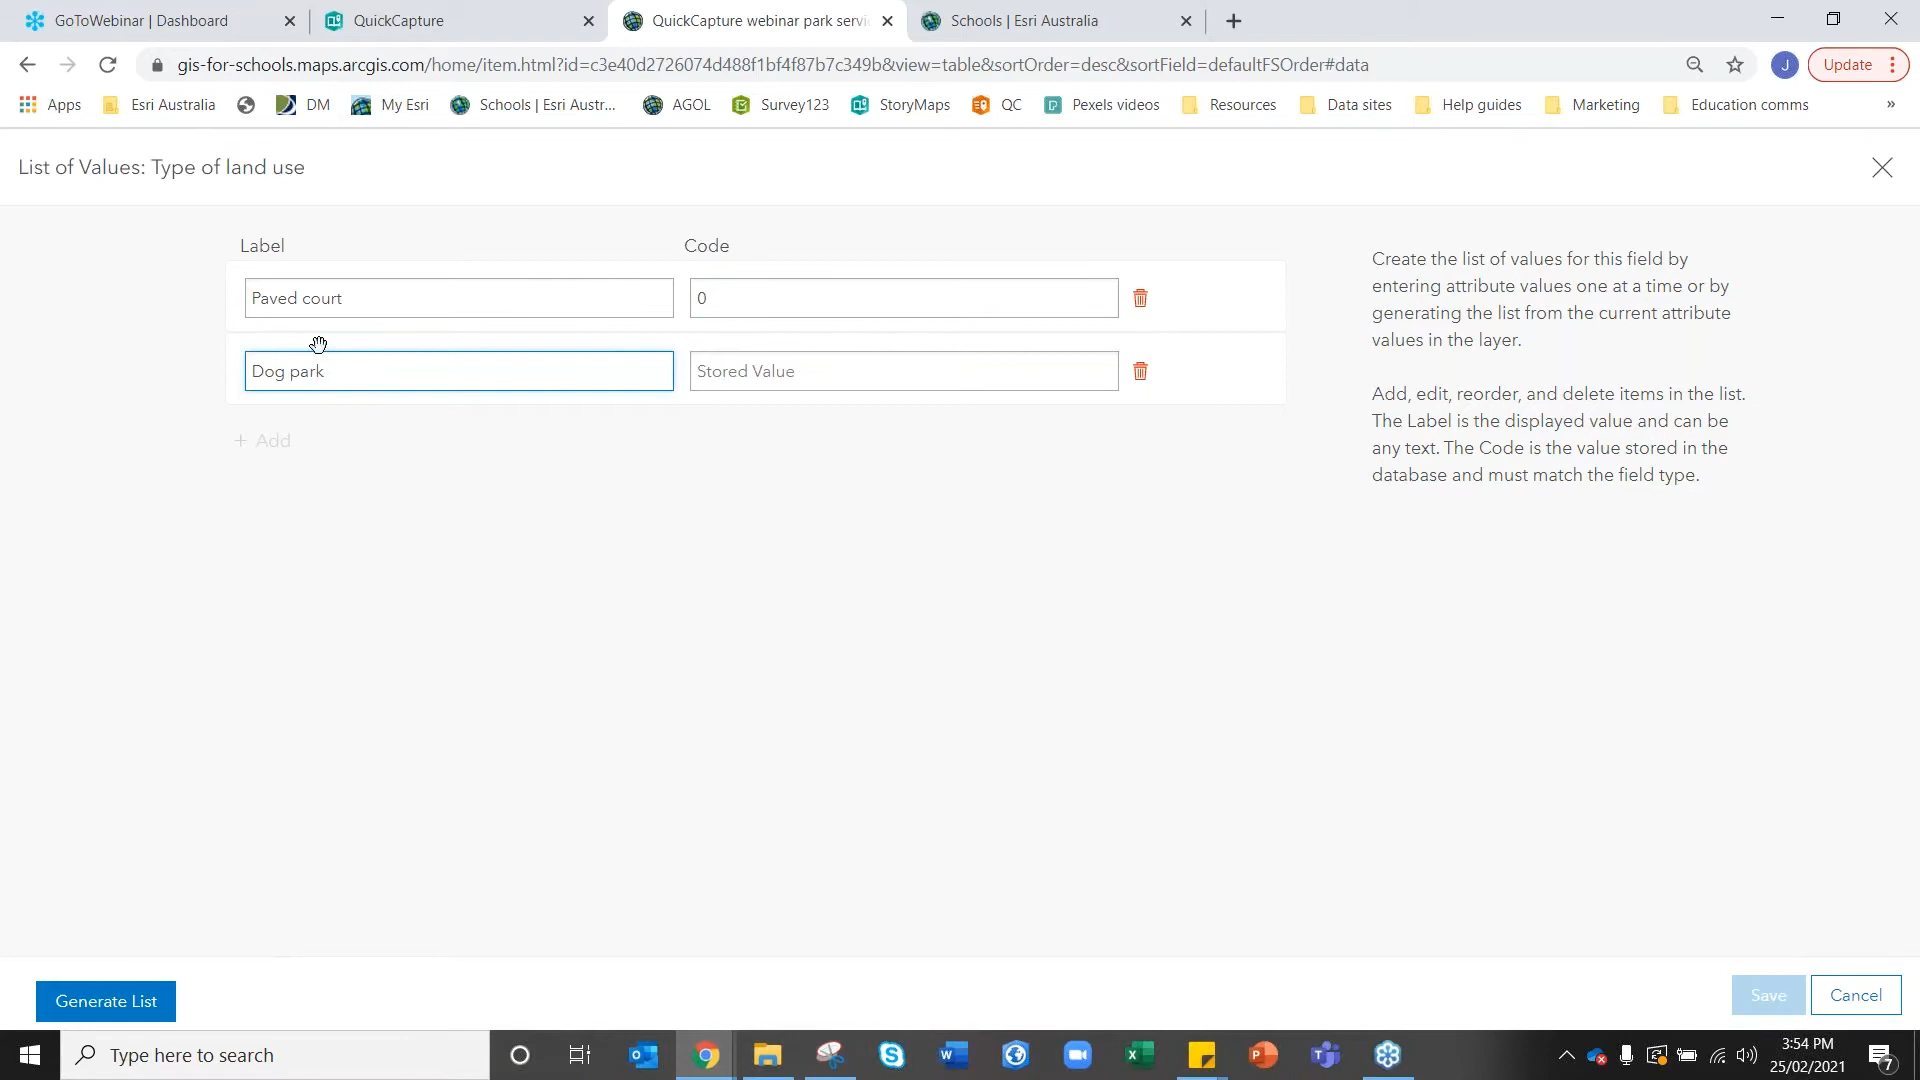 GoToWebinar | Dashboard
QuickCapture
QuickCapture webinar park servi
Schools | Esri Australia
gis-for-schools.maps.arcgis.com/home/item.html?id=c3e40d2726074d488f1bf4f87b7c349b&view=table&sortOrder=desc&sortField=defaultFSOrder#data
J
Update
Apps
Esri Australia
DM
My Esri
Schools | Esri Austr...
AGOL
Survey123
StoryMaps
QC
Pexels videos
Resources
Data sites
Help guides
Marketing
Education comms
»
List of Values: Type of land use
Label
Code
Paved court
0
Dog park
Stored Value
+ Add
Create the list of values for this field by
entering attribute values one at a time or by
generating the list from the current attribute
values in the layer.
Add, edit, reorder, and delete items in the list.
The Label is the displayed value and can be
any text. The Code is the value stored in the
database and must match the field type.
Generate List
Save
Cancel
Type here to search
3:54 PM
25/02/2021
7